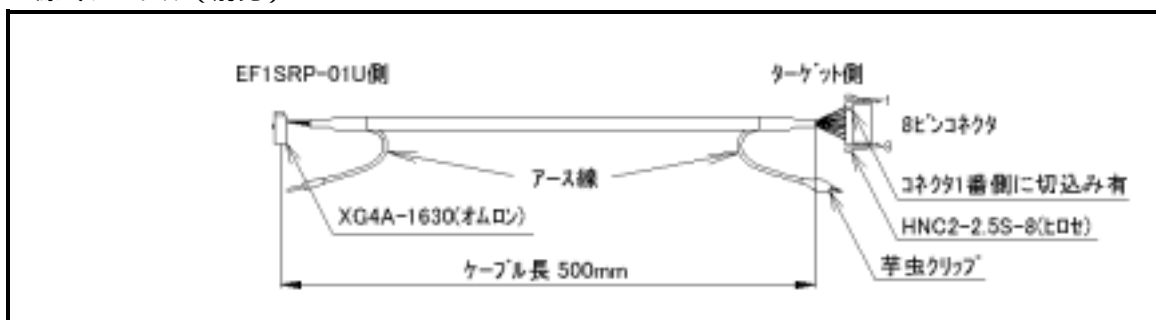 EF1SRP-01U側
ターゲット側
1
8ピンコネクタ
8
アース線
コネクタ1番側に切込み有
XG4A-1630(オムロン)
HNC2-2.5S-8(ヒロセ)
ケーブル長 500mm
芋虫クリップ